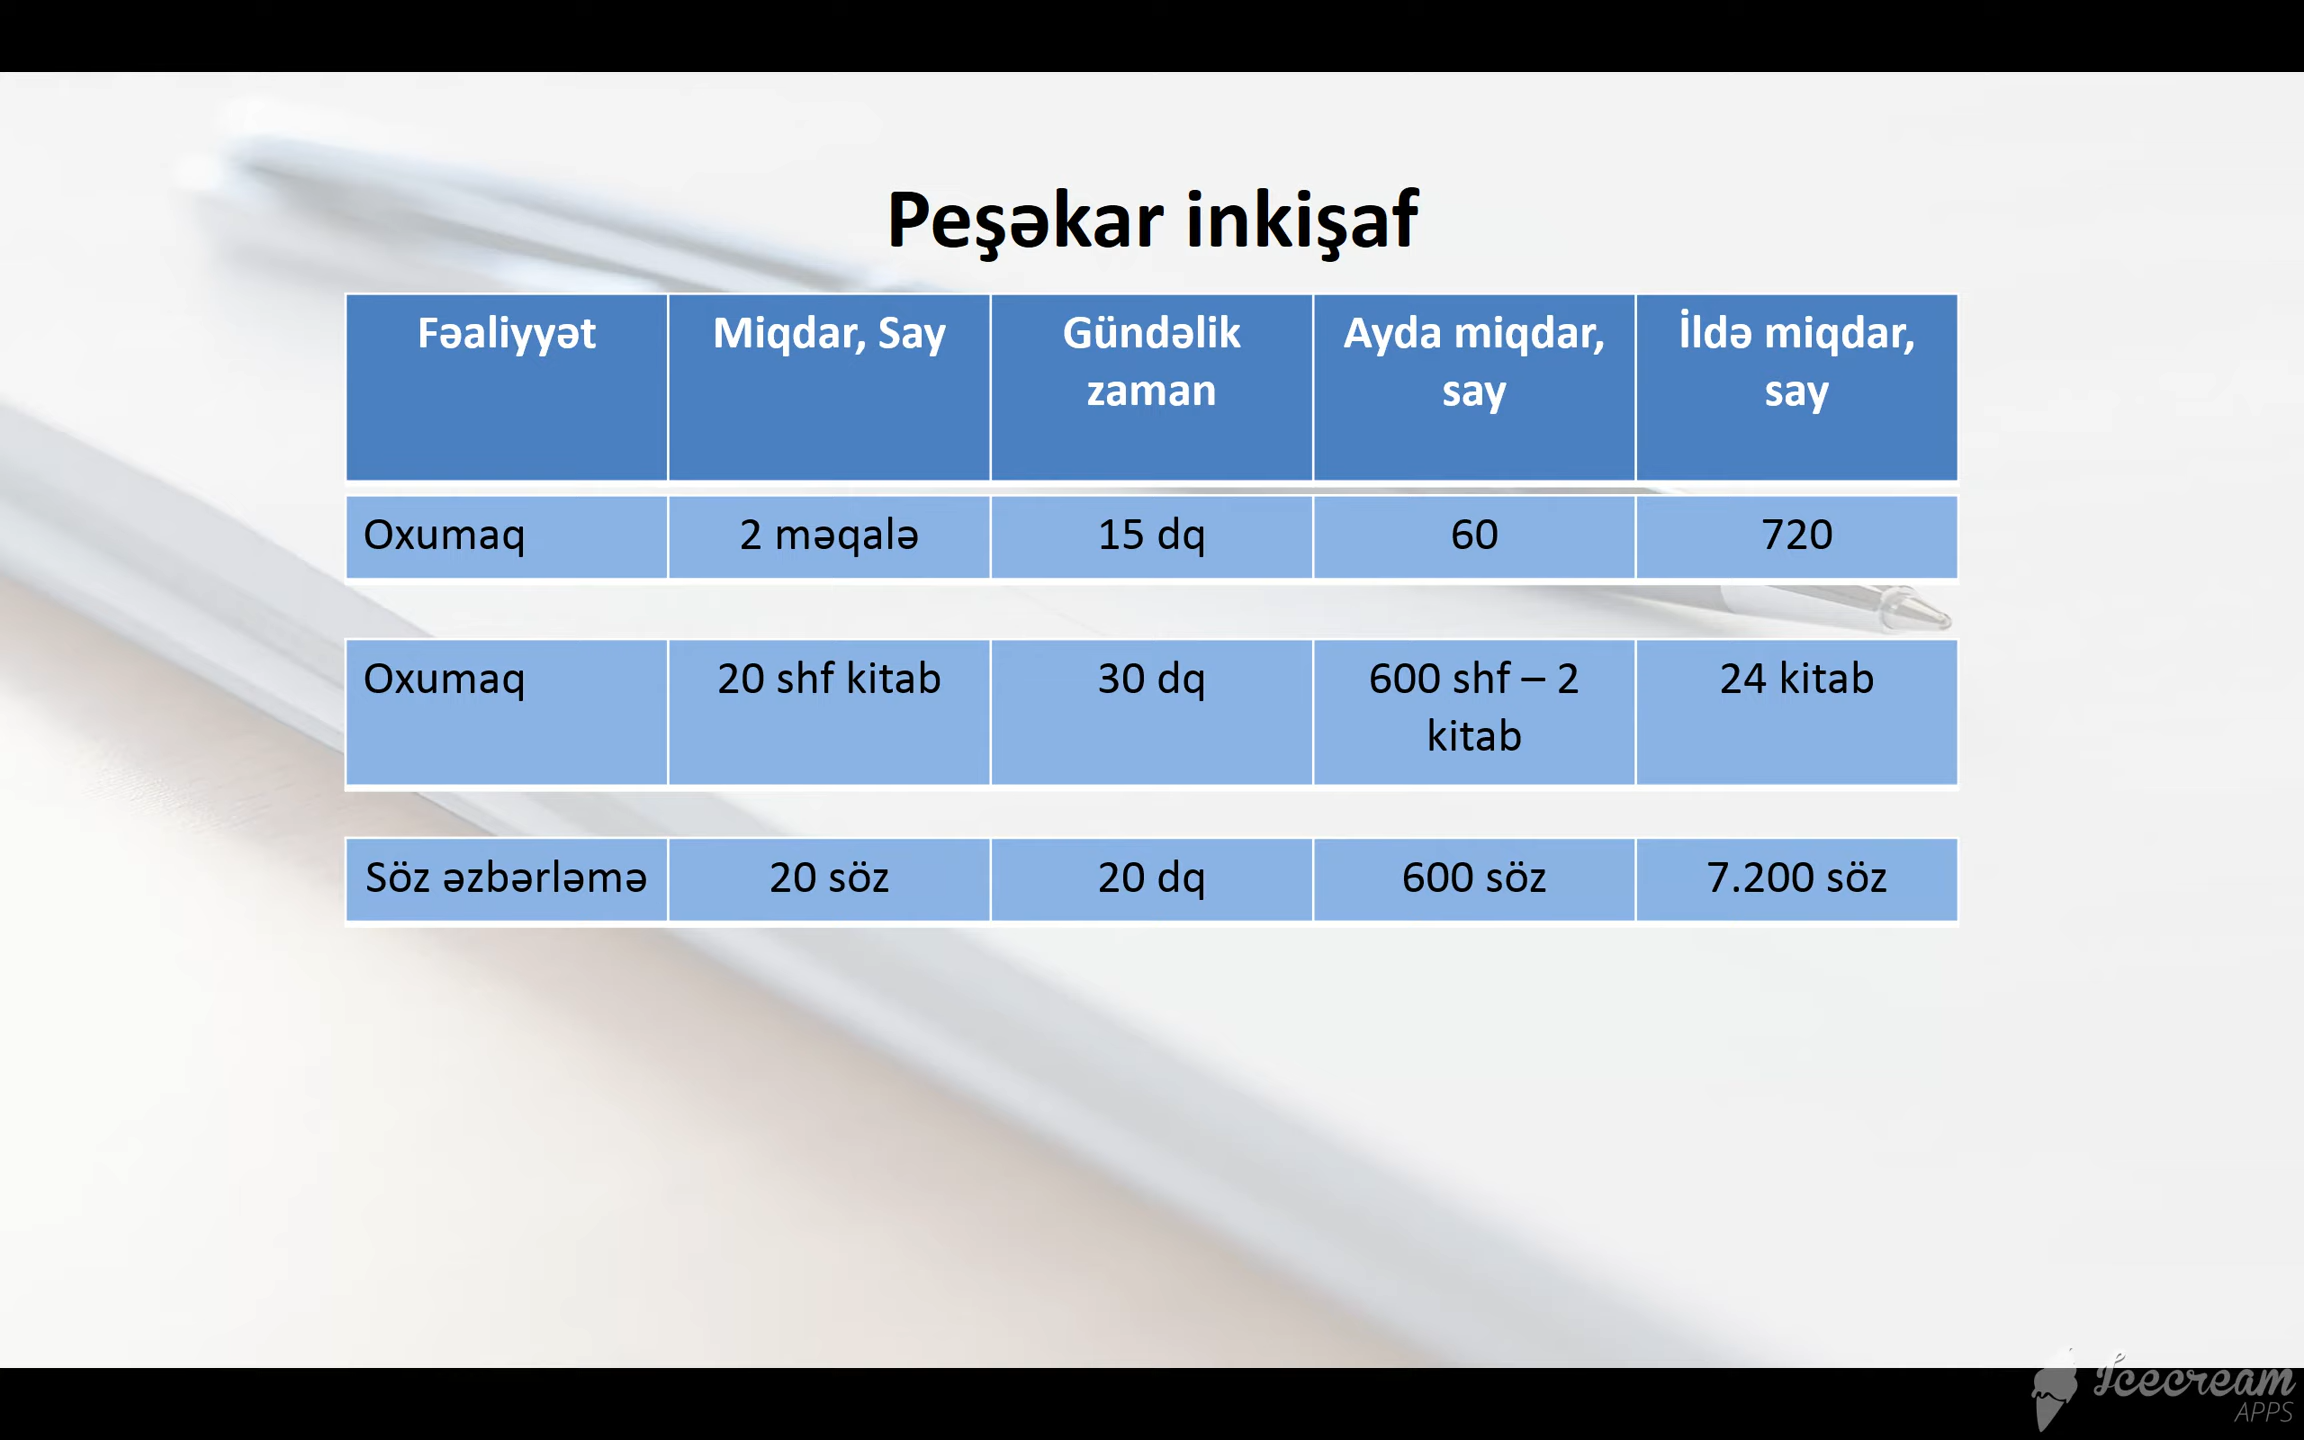 Peşəkar inkişaf
Fəaliyyət
Miqdar, Say
Gündəlik
zaman
Ayda miqdar,
say
İldə miqdar,
say
Oxumaq
2 məqalə
15 dq
60
720
Oxumaq
20 shf kitab
30 dq
600 shf – 2
kitab
24 kitab
Söz əzbərləmə
20 söz
20 dq
600 söz
7.200 söz
Icecream
APPS